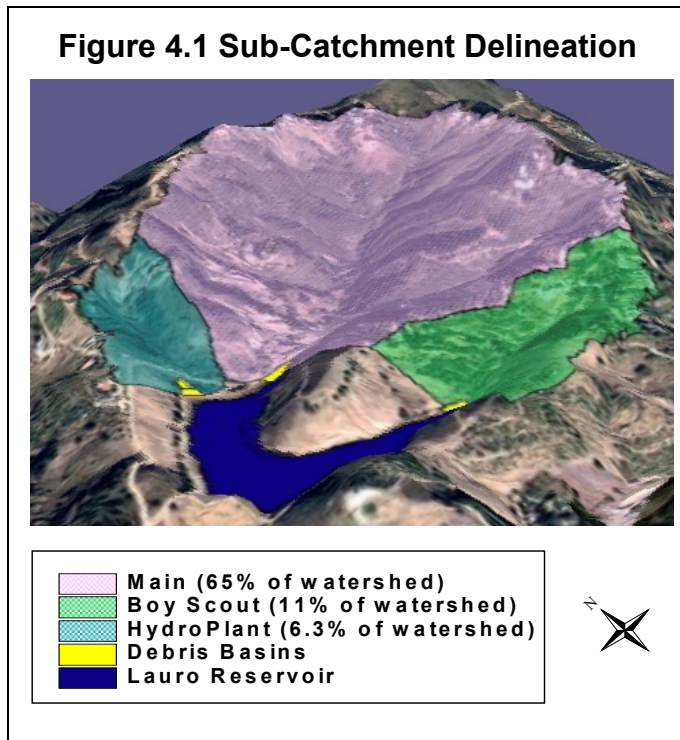 Figure 4.1 Sub-Catchment Delineation
Main (65% of watershed)
Boy Scout (11% of watershed)
HydroPlant (6.3% of watershed)
Debris Basins
Lauro Reservoir
N